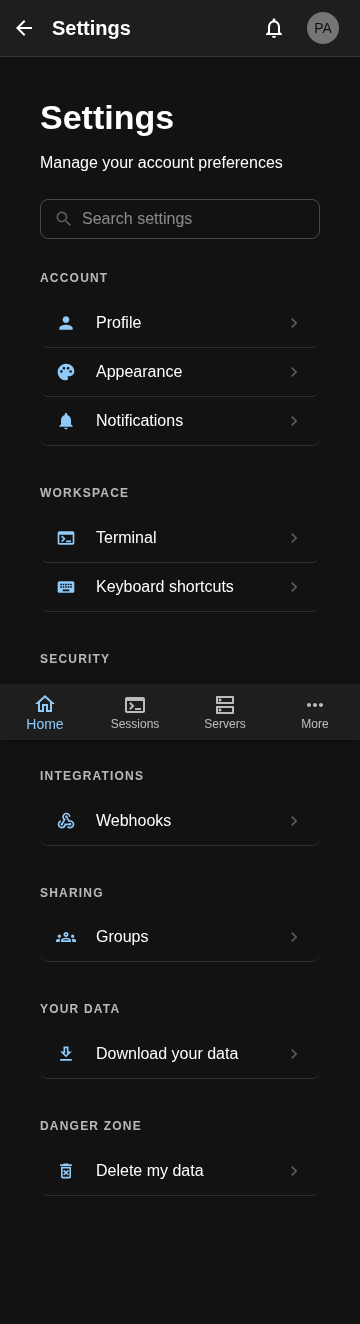 Settings
PA
Settings
Manage your account preferences
Search settings
ACCOUNT
Profile
Appearance
Notifications
WORKSPACE
Terminal
Keyboard shortcuts
SECURITY
Home
Sessions
Servers
More
INTEGRATIONS
Webhooks
SHARING
Groups
YOUR DATA
Download your data
DANGER ZONE
Delete my data